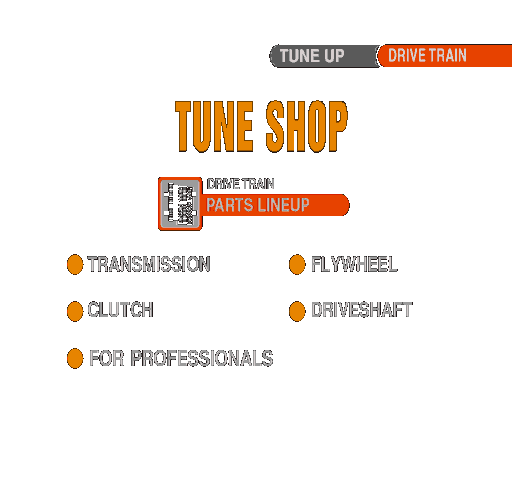 TUNE UP DRIVE TRAIN
TUNE SHOP
DRIVE TRAIN
PARTS LINEUP
TRANSMISSION FLYWHEEL
CLUTCH DRIVESHAFT
FOR PROFESSIONALS